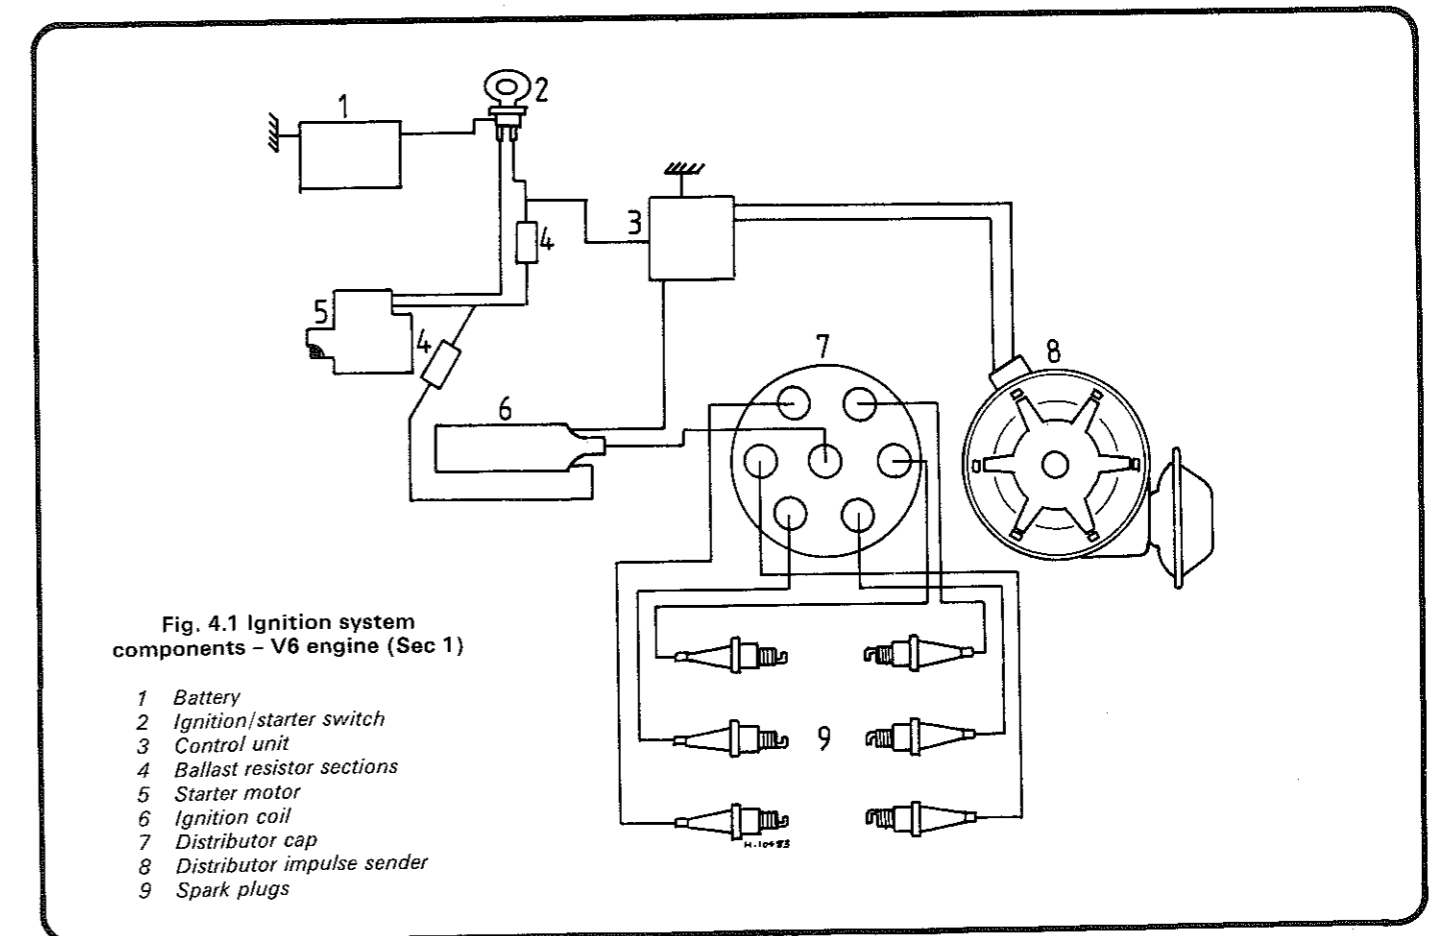 1
2
3
4
5
4
6
7
8
9
H.10483
Fig. 4.1 Ignition system
components – V6 engine (Sec 1)
1 Battery
2 Ignition/starter switch
3 Control unit
4 Ballast resistor sections
5 Starter motor
6 Ignition coil
7 Distributor cap
8 Distributor impulse sender
9 Spark plugs